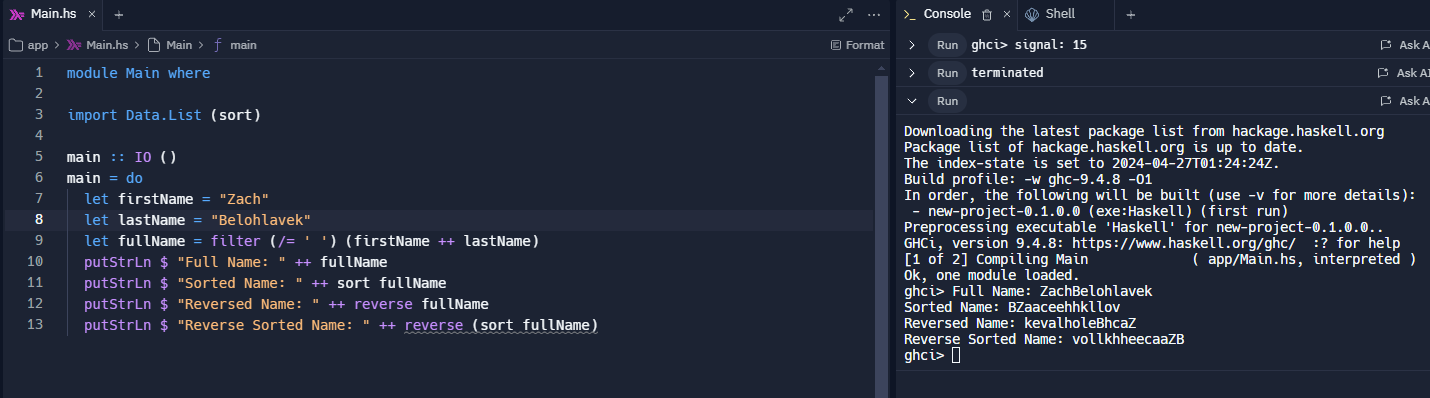 Main.hs × +
app > Main.hs > Main > main
Format
1 module Main where
2
3 import Data.List (sort)
4
5 main :: IO ()
6 main = do
7 let firstName = "Zach"
8 let lastName = "Belohlavek"
9 let fullName = filter (/= ' ') (firstName ++ lastName)
10 putStrLn $ "Full Name: " ++ fullName
11 putStrLn $ "Sorted Name: " ++ sort fullName
12 putStrLn $ "Reversed Name: " ++ reverse fullName
13 putStrLn $ "Reverse Sorted Name: " ++ reverse (sort fullName)
Console × Shell +
Run ghci> signal: 15 Ask A
Run terminated Ask AI
Run Ask A
Downloading the latest package list from hackage.haskell.org
Package list of hackage.haskell.org is up to date.
The index-state is set to 2024-04-27T01:24:24Z.
Build profile: -w ghc-9.4.8 -O1
In order, the following will be built (use -v for more details):
- new-project-0.1.0.0 (exe:Haskell) (first run)
Preprocessing executable 'Haskell' for new-project-0.1.0.0..
GHCi, version 9.4.8: https://www.haskell.org/ghc/ :? for help
[1 of 2] Compiling Main ( app/Main.hs, interpreted )
Ok, one module loaded.
ghci> Full Name: ZachBelohlavek
Sorted Name: BZaaceehhkllov
Reversed Name: kevalholeBhcaZ
Reverse Sorted Name: vollkhheecaaZB
ghci>